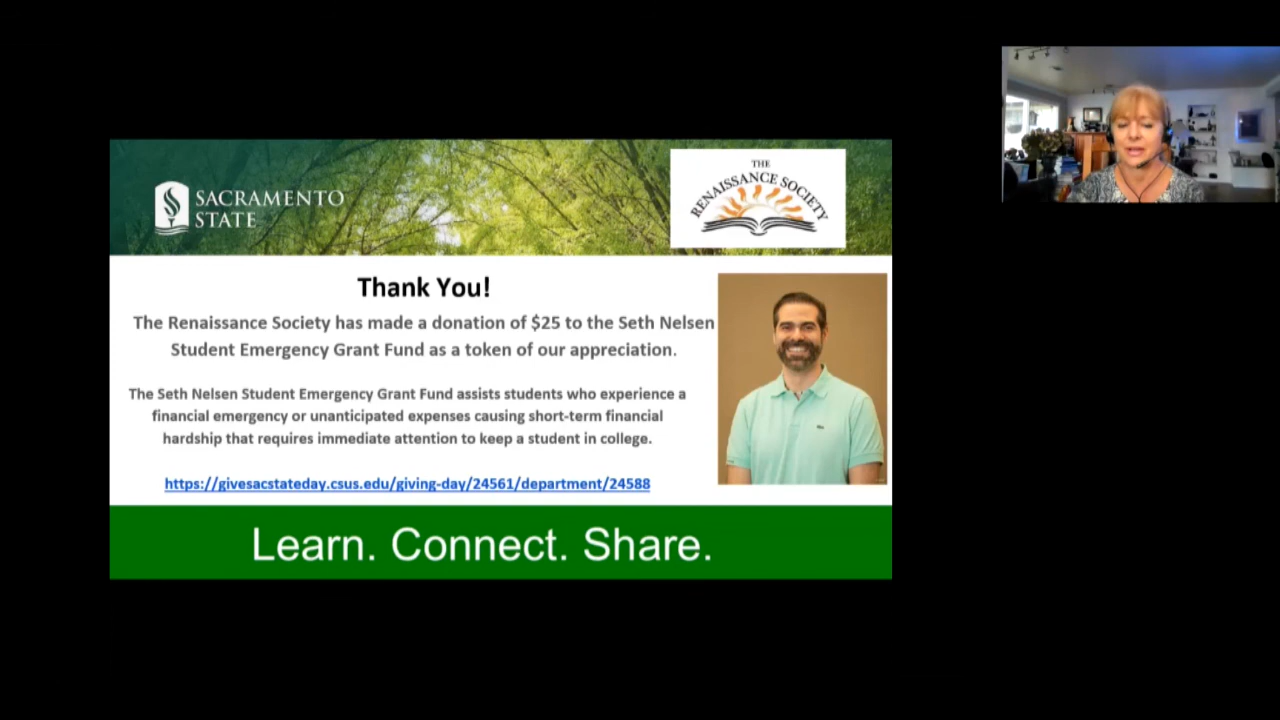 SACRAMENTO
STATE
THE
RENAISSANCE SOCIETY
Thank You!
The Renaissance Society has made a donation of $25 to the Seth Nelsen
Student Emergency Grant Fund as a token of our appreciation.
The Seth Nelsen Student Emergency Grant Fund assists students who experience a
financial emergency or unanticipated expenses causing short-term financial
hardship that requires immediate attention to keep a student in college.
https://givesacstateday.csus.edu/giving-day/24561/department/24588
Learn. Connect. Share.